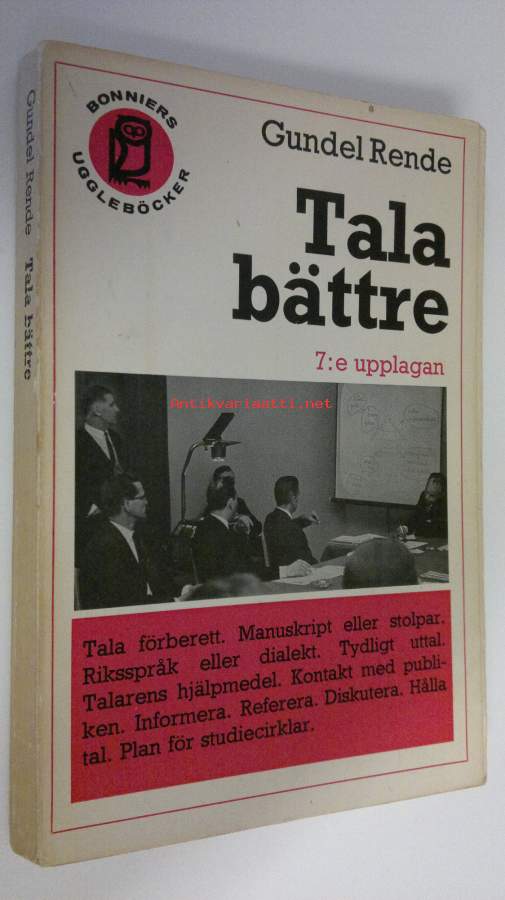 BONNIERS
UGGLEBÖCKER
Gundel Rende
Tala
bättre
7:e upplagan
Antikvariaatti.net
Tala förberett. Manuskript eller stolpar.
Riksspråk eller dialekt. Tydligt uttal.
Talarens hjälpmedel. Kontakt med publi-
ken. Informera. Referera. Diskutera. Hålla
tal. Plan för studiecirklar.
Gundel Rende Tala bättre